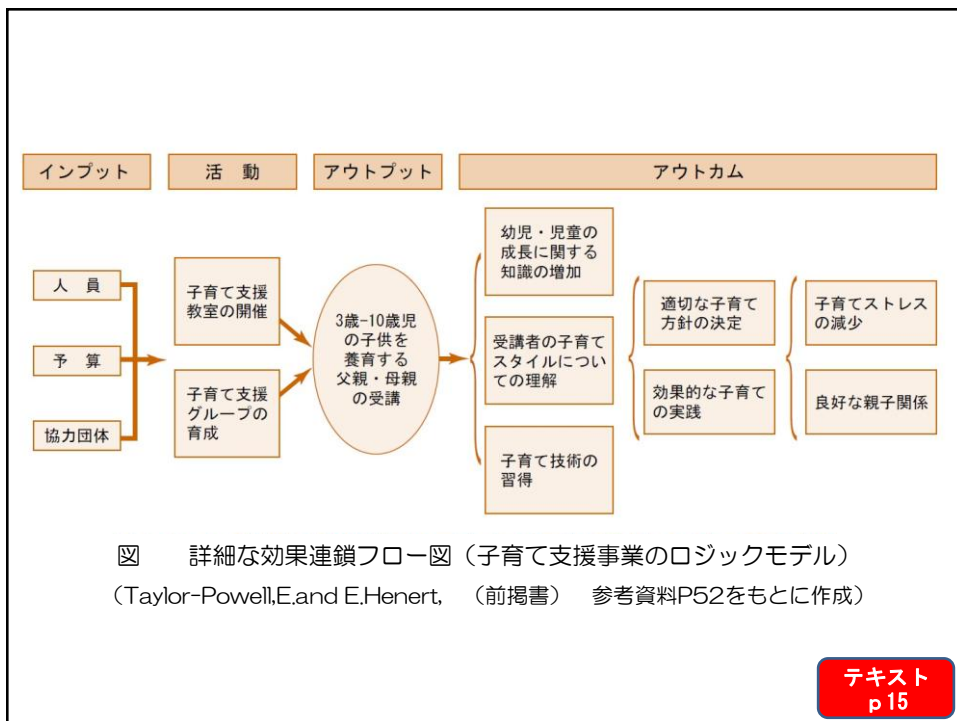 インプット
活　動
アウトプット
アウトカム
人　員
予　算
協力団体
子育て支援
教室の開催
子育て支援
グループの
育成
3歳-10歳児
の子供を
養育する
父親・母親
の受講
幼児・児童の
成長に関する
知識の増加
受講者の子育て
スタイルについ
ての理解
子育て技術の
習得
適切な子育て
方針の決定
効果的な子育て
の実践
子育てストレス
の減少
良好な親子関係
図　　詳細な効果連鎖フロー図（子育て支援事業のロジックモデル）
（Taylor-Powell,E.and E.Henert,　（前掲書）　参考資料P52をもとに作成）
テキスト
p 15